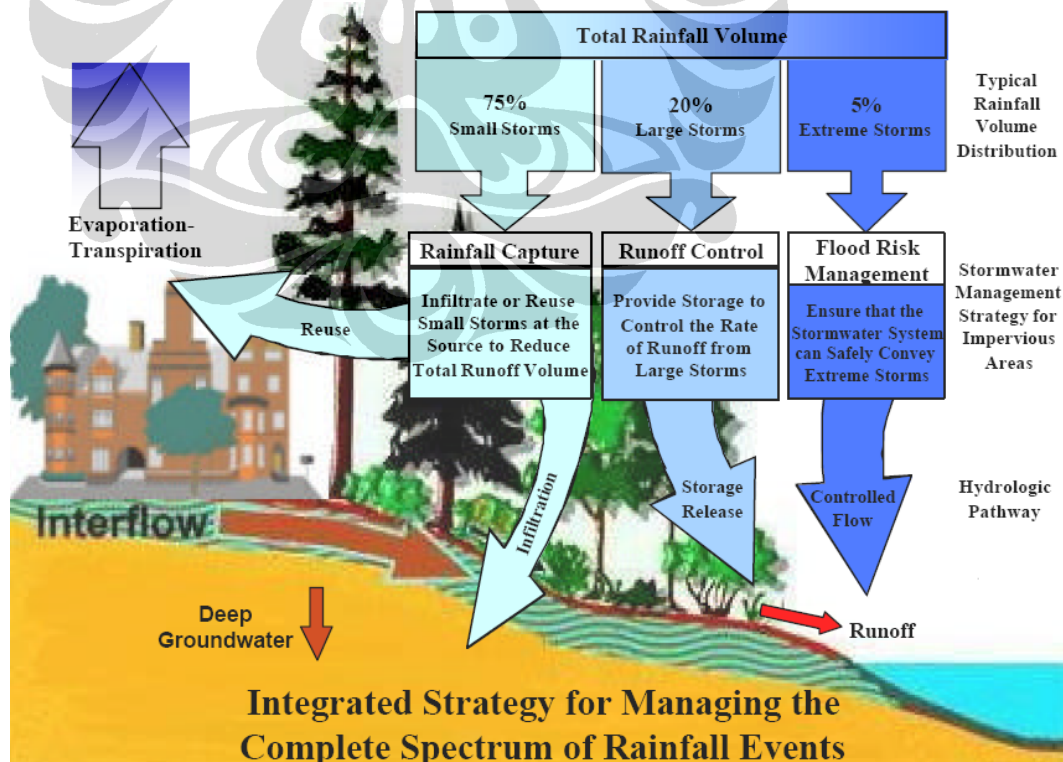 Total Rainfall Volume
75%
Small Storms
20%
Large Storms
5%
Extreme Storms
Typical
Rainfall
Volume
Distribution
Evaporation-
Transpiration
Rainfall Capture
Infiltrate or Reuse
Small Storms at the
Source to Reduce
Total Runoff Volume
Runoff Control
Provide Storage to
Control the Rate
of Runoff from
Large Storms
Flood Risk
Management
Ensure that the
Stormwater System
can Safely Convey
Extreme Storms
Stormwater
Management
Strategy for
Impervious
Areas
Reuse
Infiltration
Storage
Release
Controlled
Flow
Hydrologic
Pathway
Interflow
Deep
Groundwater
Runoff
Integrated Strategy for Managing the
Complete Spectrum of Rainfall Events